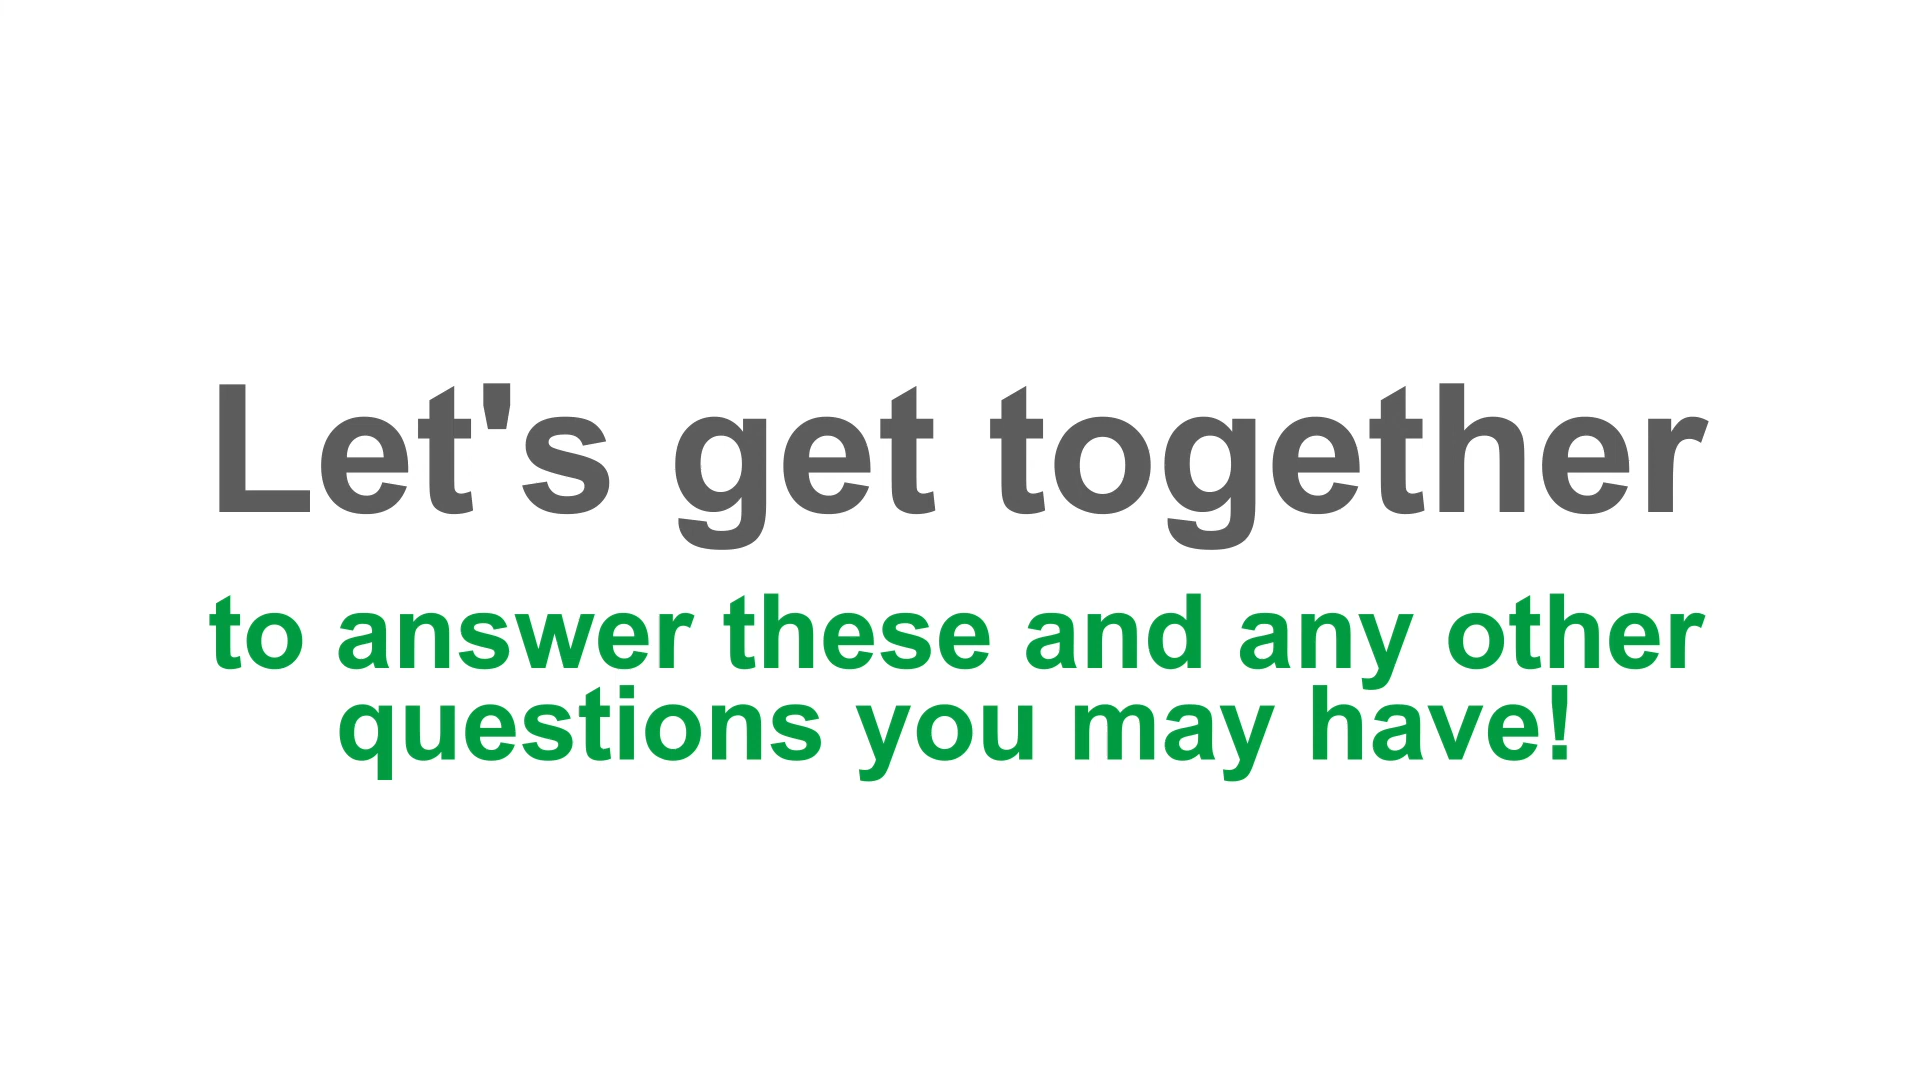 Let's get together
to answer these and any other
questions you may have!